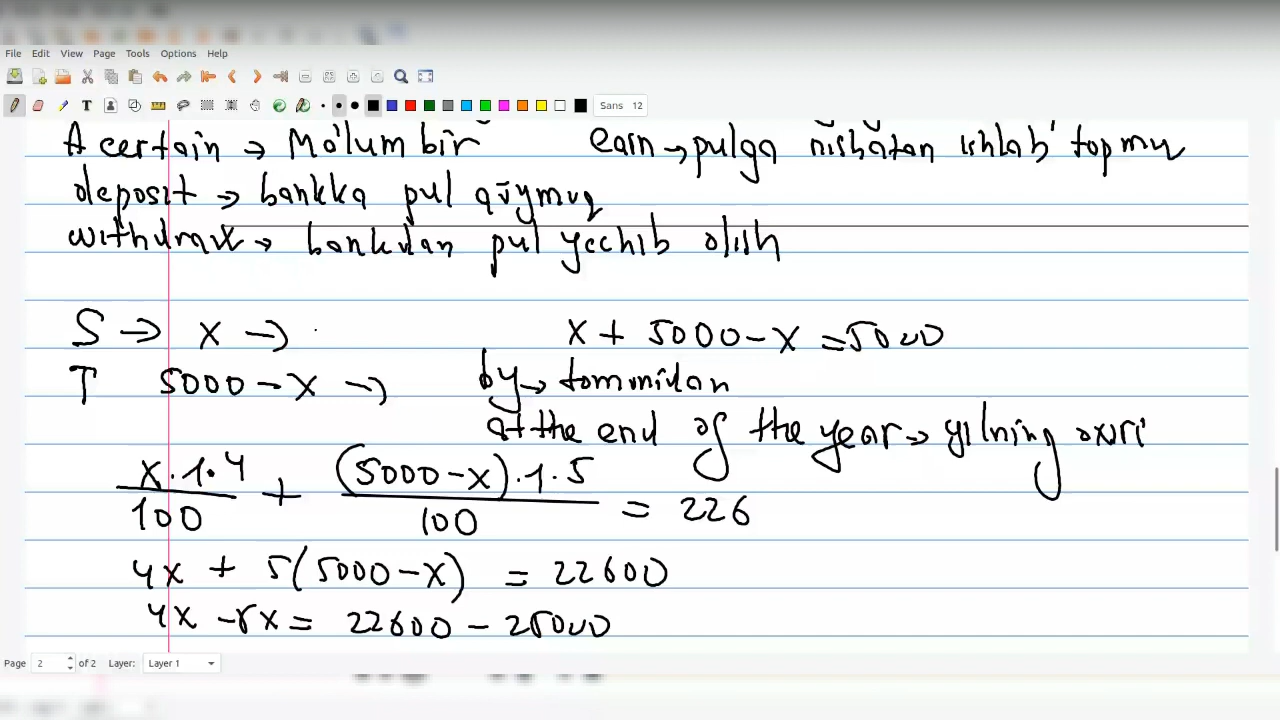 File Edit View Page Tools Options Help
Sans 12
A certain → Ma'lum bir earn → pulga nisbatan ishlab topmu
deposit → bankka pul qo'ymuq
withdraw → bankdan pul yechib olish
S → x → x + 5000 - x = 5000
T 5000 - x → by → tomonidan
at the end of the year → yilning oxiri
x·1·4 / 100 + (5000 - x)·1·5 / 100 = 226
4x + 5(5000 - x) = 22600
4x - 5x = 22600 - 25000
Page 2 of 2 Layer: Layer 1